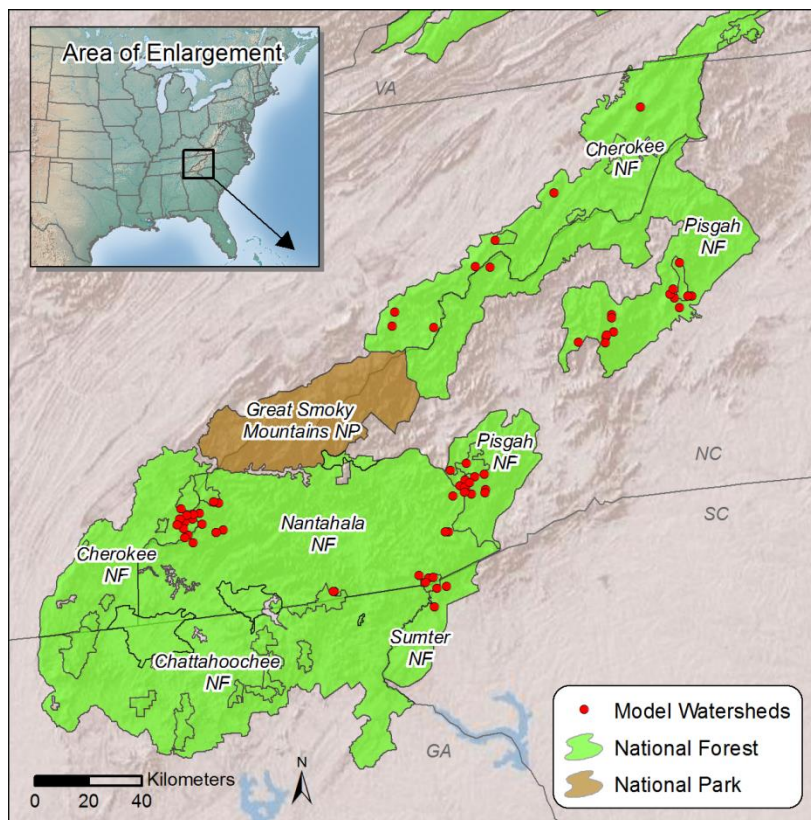 Area of Enlargement
VA
Cherokee
NF
Pisgah
NF
Great Smoky
Mountains NP
Pisgah
NF
NC
SC
Nantahala
NF
Cherokee
NF
Sumter
NF
Chattahoochee
NF
GA
Kilometers
0 20 40
N
Model Watersheds
National Forest
National Park